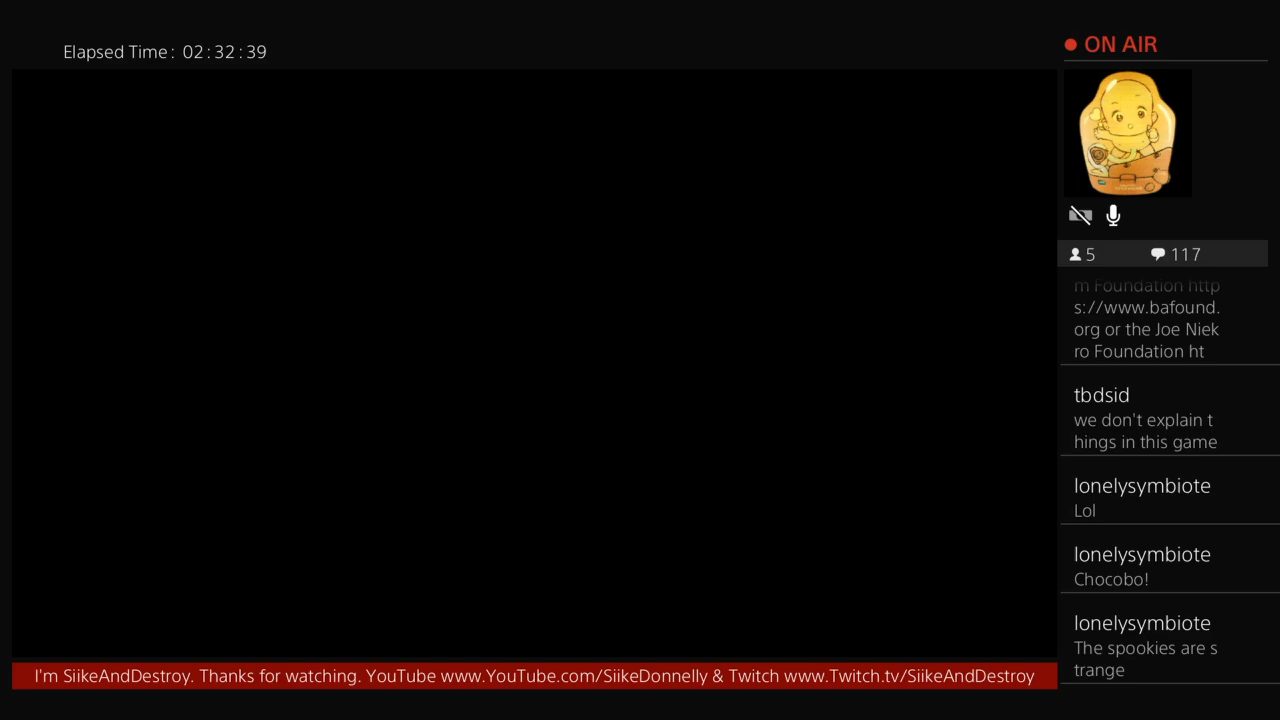 Elapsed Time: 02:32:39
ON AIR
5 117
m Foundation http
s://www.bafound.
org or the Joe Niek
ro Foundation ht
tbdsid
we don't explain t
hings in this game
lonelysymbiote
Lol
lonelysymbiote
Chocobo!
lonelysymbiote
The spookies are s
trange
I'm SiikeAndDestroy. Thanks for watching. YouTube www.YouTube.com/SiikeDonnelly & Twitch www.Twitch.tv/SiikeAndDestroy